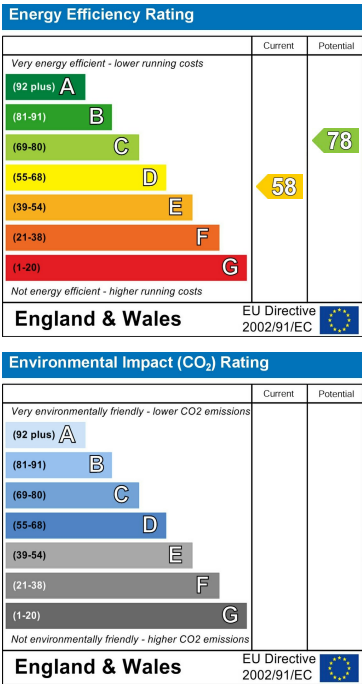 Energy Efficiency Rating
Current Potential
Very energy efficient - lower running costs
(92 plus) A
(81-91) B
(69-80) C
(55-68) D
(39-54) E
(21-38) F
(1-20) G
58
78
Not energy efficient - higher running costs
England & Wales
EU Directive
2002/91/EC
Environmental Impact (CO₂) Rating
Current Potential
Very environmentally friendly - lower CO2 emissions
(92 plus) A
(81-91) B
(69-80) C
(55-68) D
(39-54) E
(21-38) F
(1-20) G
Not environmentally friendly - higher CO2 emissions
England & Wales
EU Directive
2002/91/EC